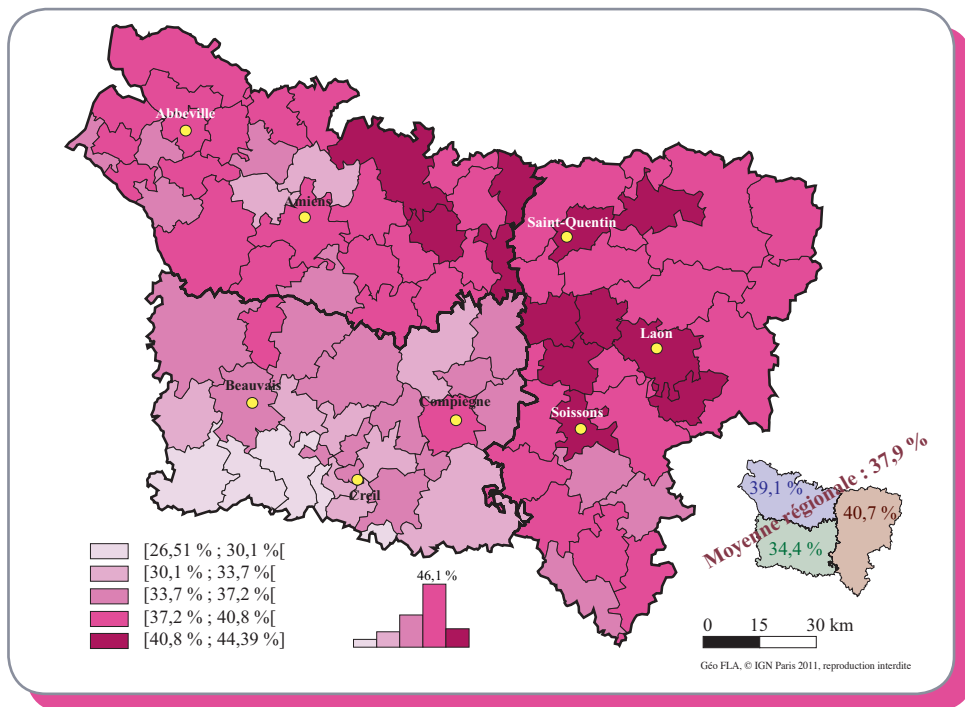 Abbeville
Amiens
Saint-Quentin
Laon
Beauvais
Compiègne
Soissons
Creil
Moyenne régionale : 37,9 %
39,1 %
40,7 %
34,4 %
[26,51 % ; 30,1 %[
[30,1 % ; 33,7 %[
[33,7 % ; 37,2 %[
[37,2 % ; 40,8 %[
[40,8 % ; 44,39 %]
46,1 %
0 15 30 km
Géo FLA, © IGN Paris 2011, reproduction interdite